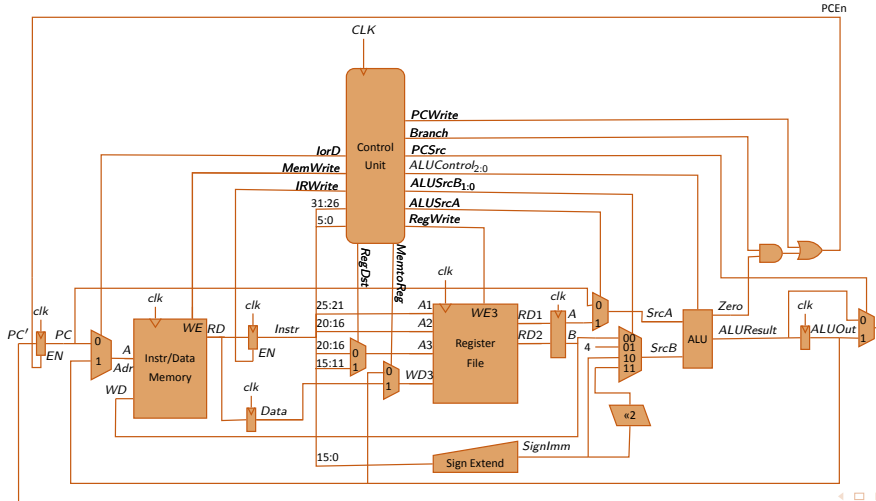 PCEn
CLK
PCWrite
Branch
PCSrc
ALUControl2:0
ALUSrcB1:0
ALUSrcA
RegWrite
Control
Unit
IorD
MemWrite
IRWrite
31:26
5:0
RegDst
MemtoReg
clk
PC′
PC
EN
0
1
A
Adr
WD
clk
WE
RD
Instr/Data
Memory
clk
Instr
EN
clk
Data
25:21
20:16
20:16
15:11
15:0
0
1
0
1
clk
A1
A2
A3
WD3
WE3
RD1
RD2
Register
File
clk
A
B
0
1
4
00
01
10
11
SrcA
SrcB
«2
Sign Extend
SignImm
ALU
Zero
ALUResult
clk
ALUOut
0
1